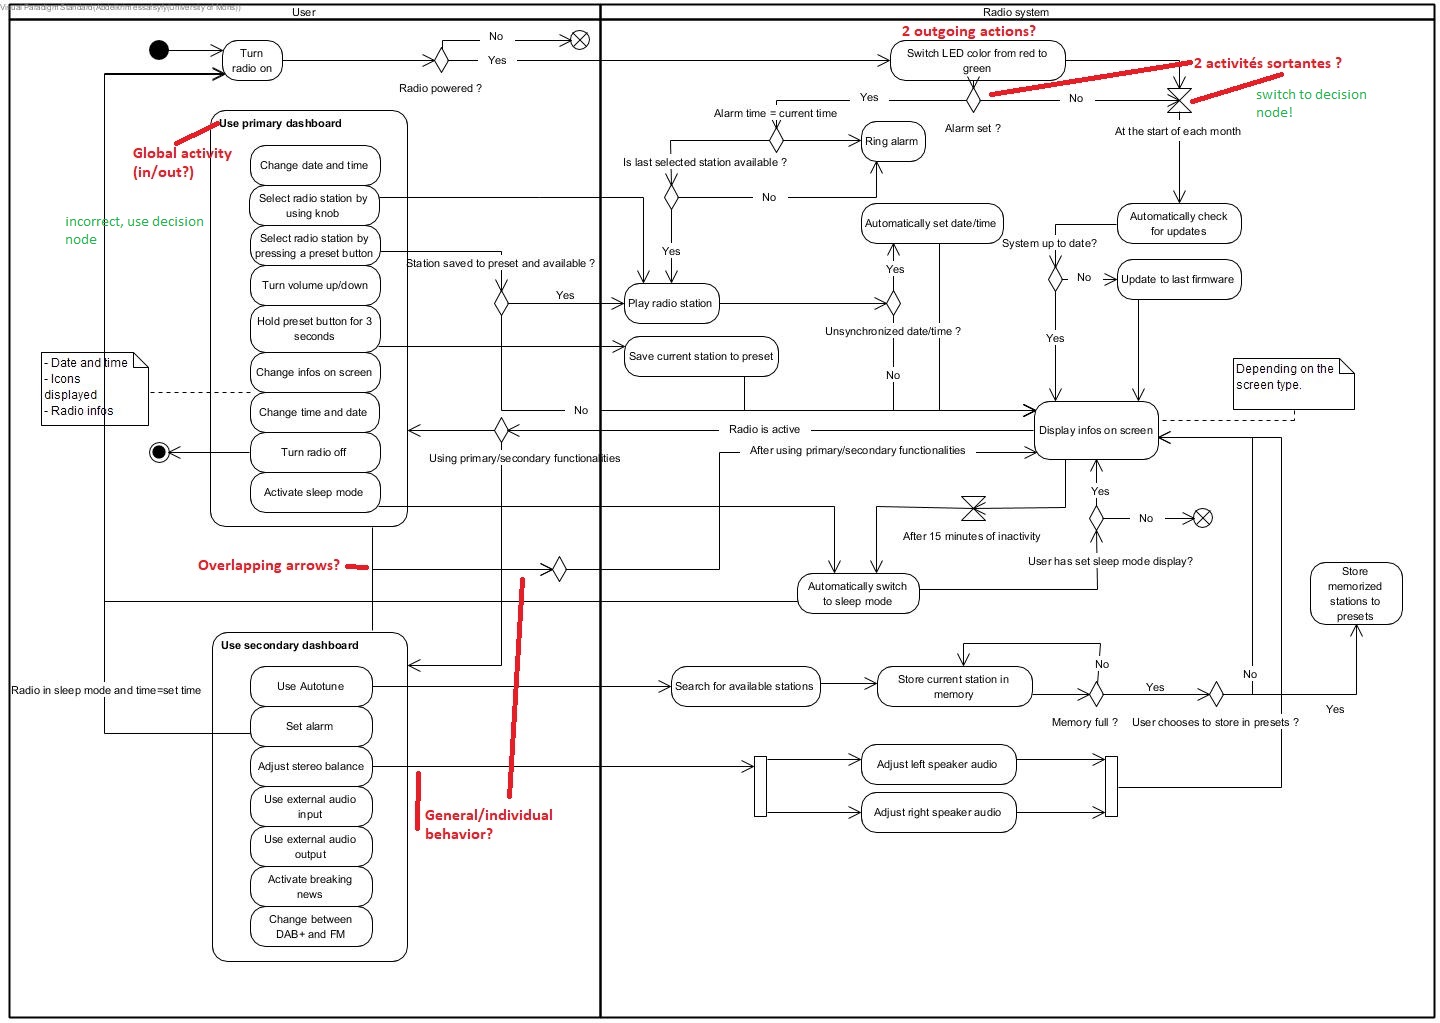 Visual Paradigm Standard(Abdelkrim essarsyly(University of Mons))
User
Radio system
Turn
radio on
No
Yes
Radio powered ?
2 outgoing actions?
Switch LED color from red to
green
2 activités sortantes ?
switch to decision
node!
Yes
No
Alarm set ?
Alarm time = current time
At the start of each month
Use primary dashboard
Global activity
(in/out?)
incorrect, use decision
node
Change date and time
Select radio station by
using knob
Select radio station by
pressing a preset button
Turn volume up/down
Hold preset button for 3
seconds
Change infos on screen
Change time and date
Turn radio off
Activate sleep mode
- Date and time
- Icons
displayed
- Radio infos
Is last selected station available ?
Ring alarm
No
Yes
Station saved to preset and available ?
Yes
No
Play radio station
Save current station to preset
Automatically set date/time
Yes
Unsynchronized date/time ?
No
Automatically check
for updates
System up to date?
No
Update to last firmware
Yes
Depending on the
screen type.
Display infos on screen
Radio is active
Using primary/secondary functionalities
After using primary/secondary functionalities
After 15 minutes of inactivity
Yes
No
User has set sleep mode display?
Overlapping arrows?
Automatically switch
to sleep mode
Store
memorized
stations to
presets
Use secondary dashboard
Radio in sleep mode and time=set time
Use Autotune
Set alarm
Adjust stereo balance
Use external audio
input
Use external audio
output
Activate breaking
news
Change between
DAB+ and FM
General/individual
behavior?
Search for available stations
Store current station in
memory
No
Yes
Memory full ?
User chooses to store in presets ?
No
Yes
Adjust left speaker audio
Adjust right speaker audio